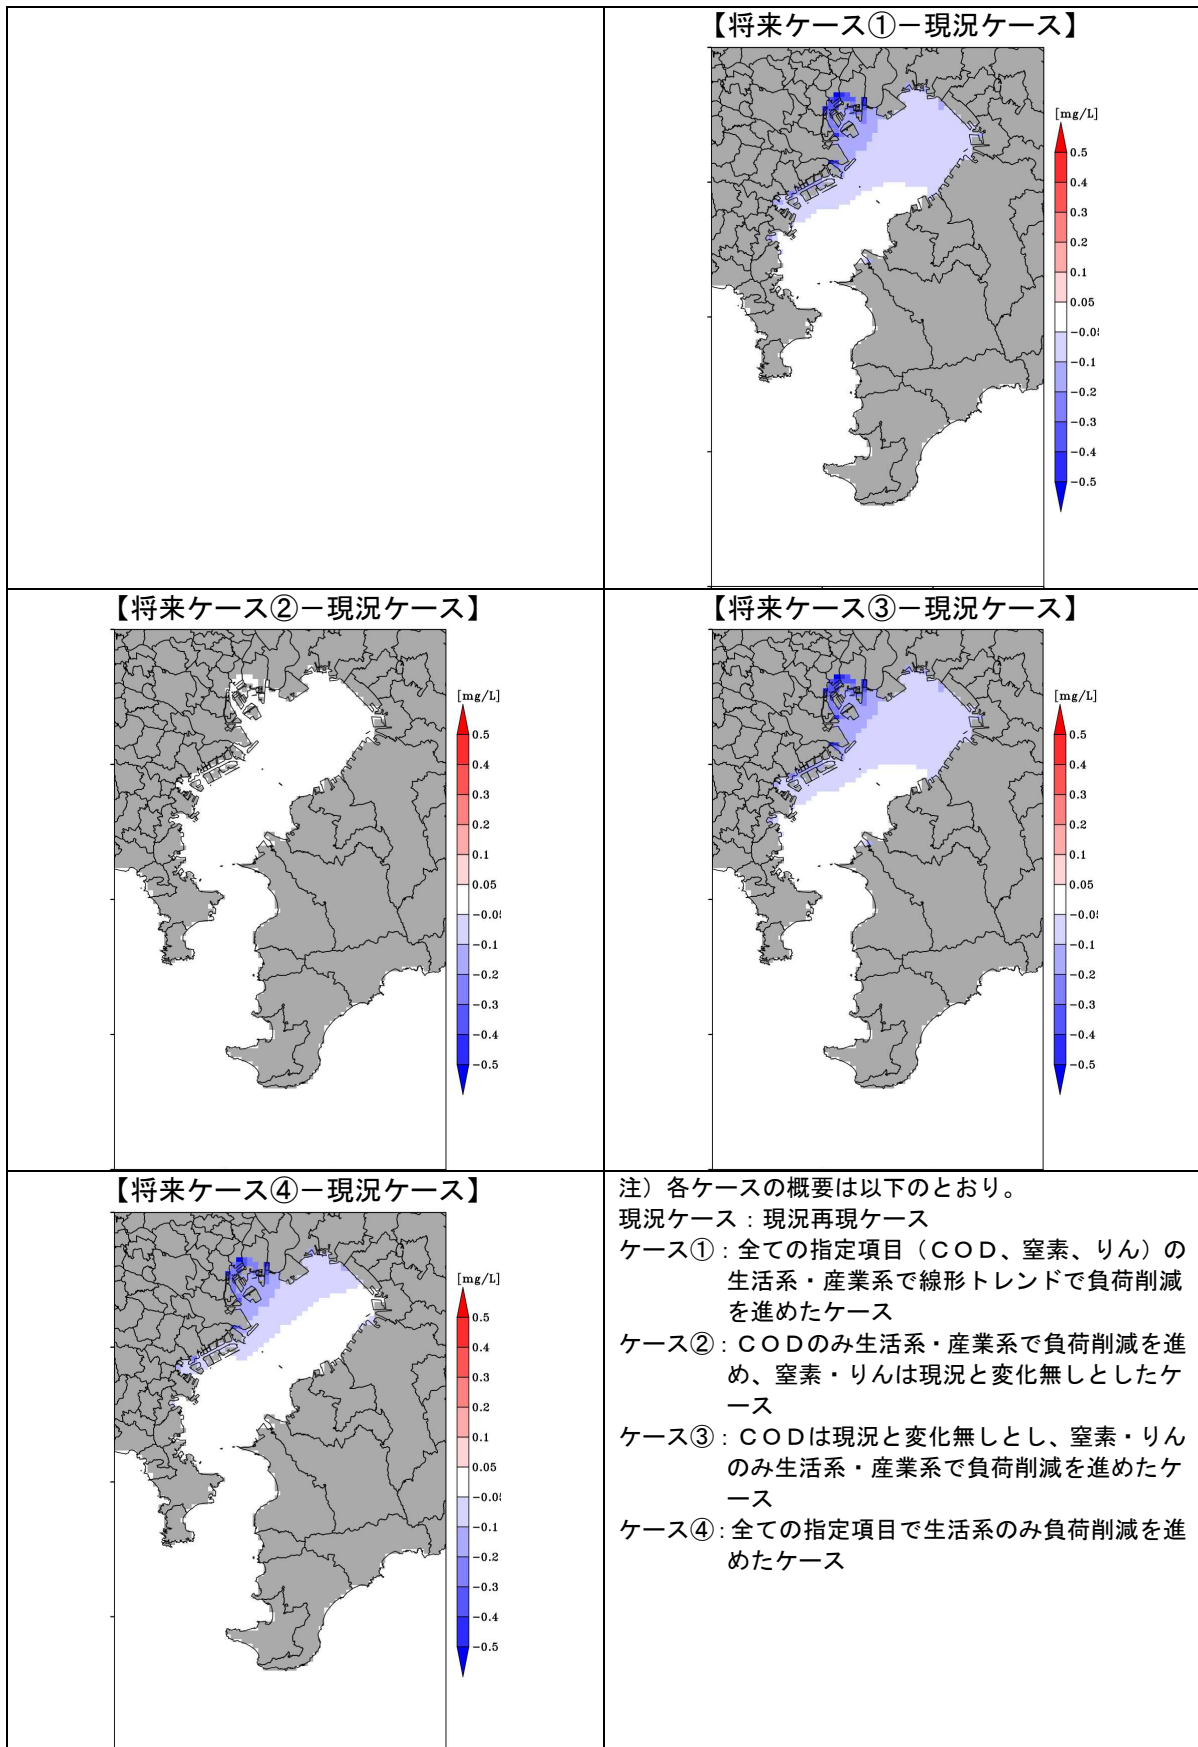 【将来ケース①－現況ケース】
[mg/L]
0.5
0.4
0.3
0.2
0.1
0.05
-0.05
-0.1
-0.2
-0.3
-0.4
-0.5
【将来ケース②－現況ケース】
[mg/L]
0.5
0.4
0.3
0.2
0.1
0.05
-0.05
-0.1
-0.2
-0.3
-0.4
-0.5
【将来ケース③－現況ケース】
[mg/L]
0.5
0.4
0.3
0.2
0.1
0.05
-0.05
-0.1
-0.2
-0.3
-0.4
-0.5
【将来ケース④－現況ケース】
[mg/L]
0.5
0.4
0.3
0.2
0.1
0.05
-0.05
-0.1
-0.2
-0.3
-0.4
-0.5
注）各ケースの概要は以下のとおり。
現況ケース：現況再現ケース
ケース①：全ての指定項目（ＣＯＤ、窒素、りん）の
生活系・産業系で線形トレンドで負荷削減
を進めたケース
ケース②：ＣＯＤのみ生活系・産業系で負荷削減を進
め、窒素・りんは現況と変化無しとしたケ
ース
ケース③：ＣＯＤは現況と変化無しとし、窒素・りん
のみ生活系・産業系で負荷削減を進めたケ
ース
ケース④：全ての指定項目で生活系のみ負荷削減を進
めたケース